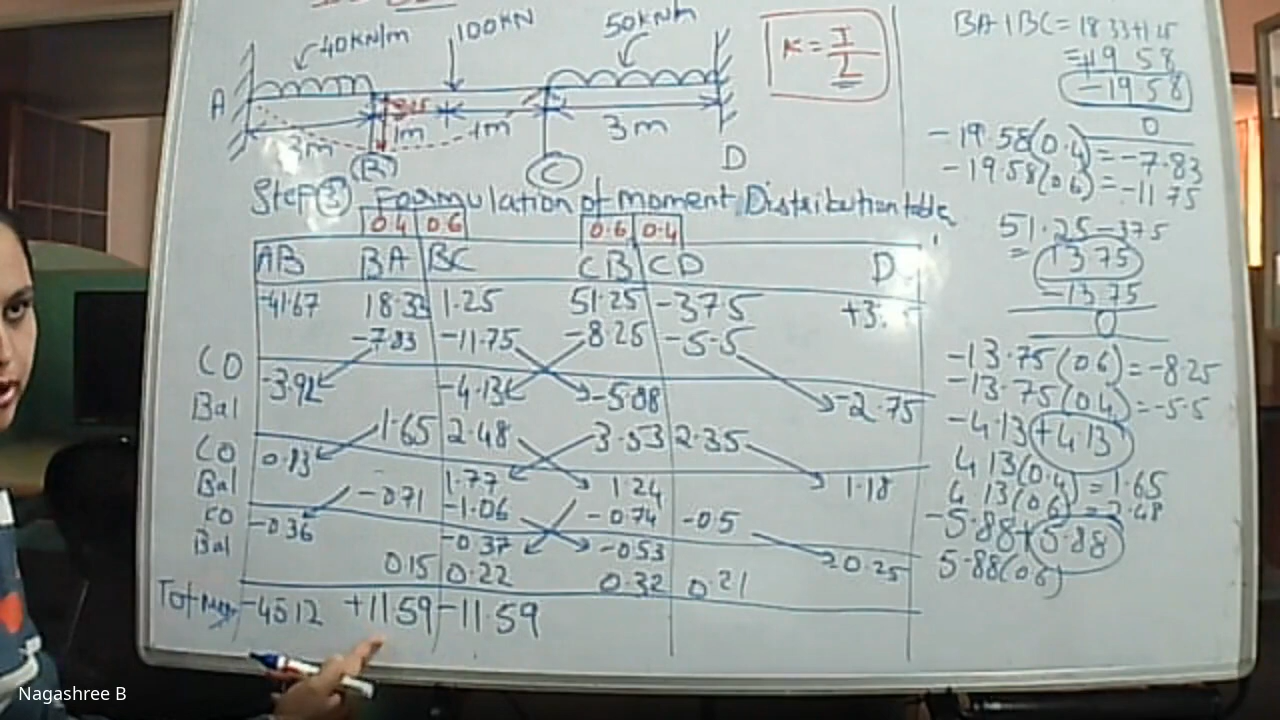 40KN/m 100KN 50KN/m
K = I/L
A 3m 1m 1m 3m
B C D
Step 3 Formulation of moment Distribution table
0.4 0.6 0.6 0.4
AB BA BC CB CD D
-41.67 18.33 1.25 51.25 -37.5 +3
-7.83 -11.75 -8.25 -5.5
CO -3.92 -4.13 -5.88 -2.75
Bal 1.65 2.48 3.53 2.35
CO 0.83 1.77 1.24 1.18
Bal -0.71 -1.06 -0.74 -0.5
CO -0.36 -0.37 -0.53 -0.25
Bal 0.15 0.22 0.32 0.21
-45.12 +11.59 -11.59
BA|BC = 18.33+1.25
= +19.58
-19.58
0
-19.58(0.4) = -7.83
-19.58(0.6) = -11.75
51.25-37.5
= 13.75
-13.75
0
-13.75(0.6) = -8.25
-13.75(0.4) = -5.5
-4.13+4.13
4.13(0.4) = 1.65
4.13(0.6) = 2.48
-5.88+5.88
5.88(0.6)
Nagashree B